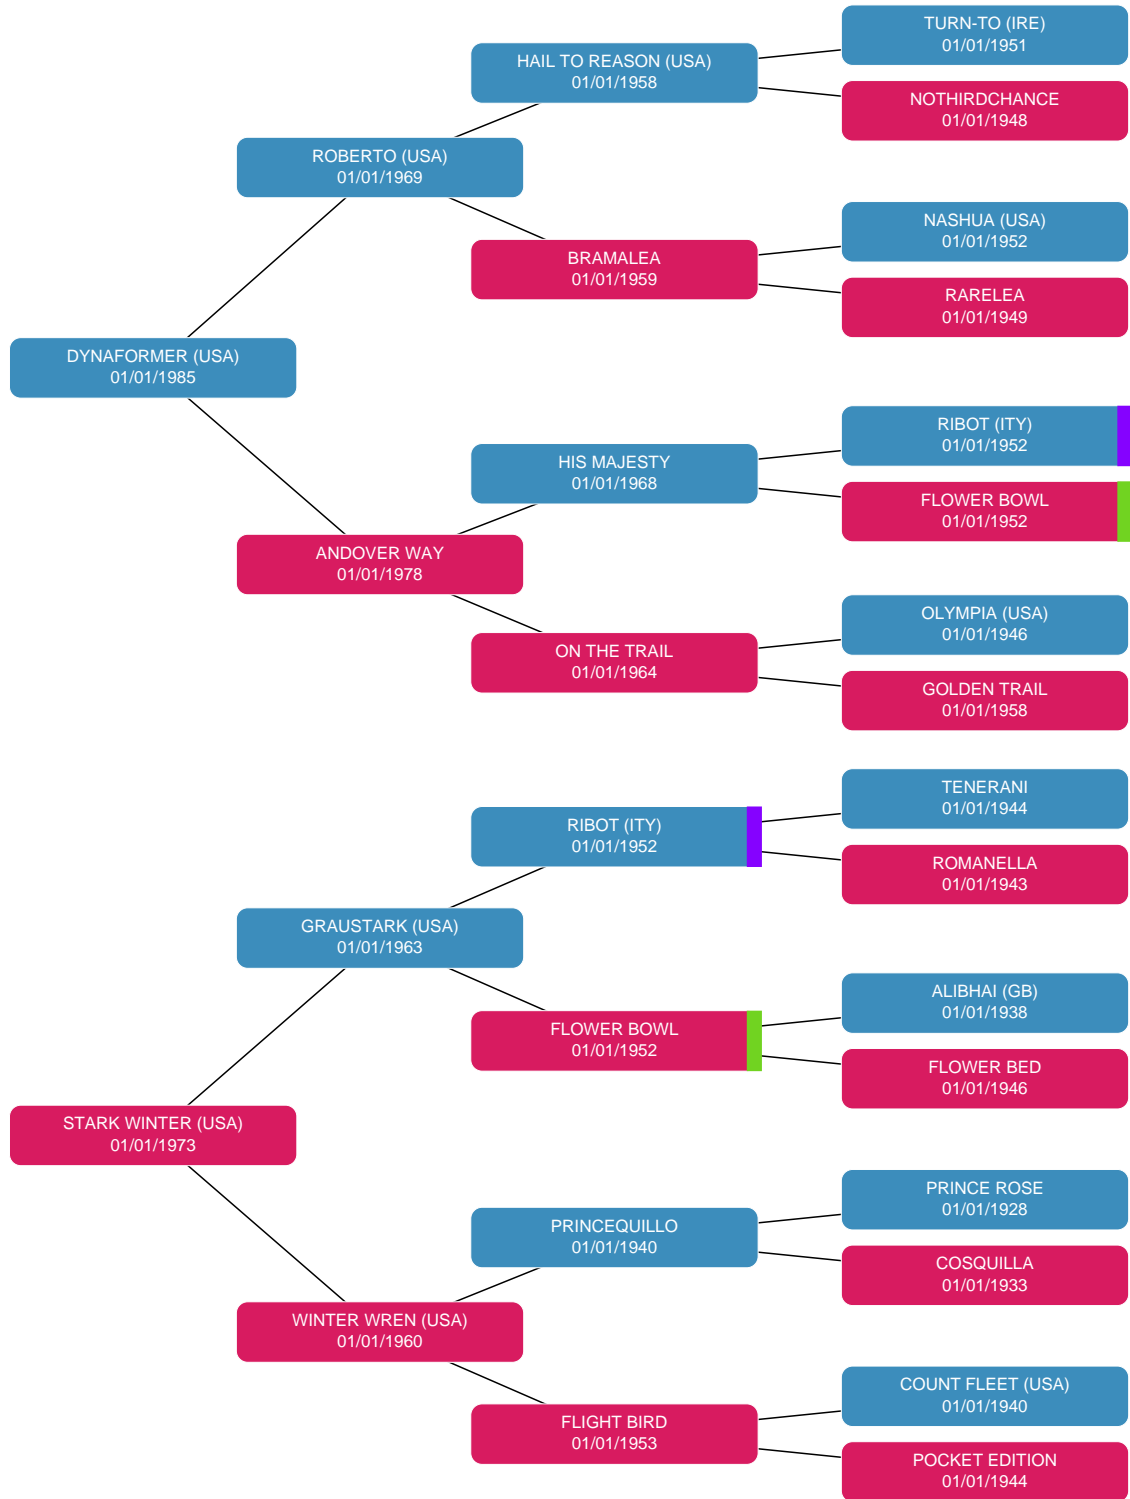 TURN-TO (IRE)
01/01/1951
HAIL TO REASON (USA)
01/01/1958
NOTHIRDCHANCE
01/01/1948
ROBERTO (USA)
01/01/1969
NASHUA (USA)
01/01/1952
BRAMALEA
01/01/1959
RARELEA
01/01/1949
DYNAFORMER (USA)
01/01/1985
RIBOT (ITY)
01/01/1952
HIS MAJESTY
01/01/1968
FLOWER BOWL
01/01/1952
ANDOVER WAY
01/01/1978
OLYMPIA (USA)
01/01/1946
ON THE TRAIL
01/01/1964
GOLDEN TRAIL
01/01/1958
TENERANI
01/01/1944
RIBOT (ITY)
01/01/1952
ROMANELLA
01/01/1943
GRAUSTARK (USA)
01/01/1963
ALIBHAI (GB)
01/01/1938
FLOWER BOWL
01/01/1952
FLOWER BED
01/01/1946
STARK WINTER (USA)
01/01/1973
PRINCE ROSE
01/01/1928
PRINCEQUILLO
01/01/1940
COSQUILLA
01/01/1933
WINTER WREN (USA)
01/01/1960
COUNT FLEET (USA)
01/01/1940
FLIGHT BIRD
01/01/1953
POCKET EDITION
01/01/1944